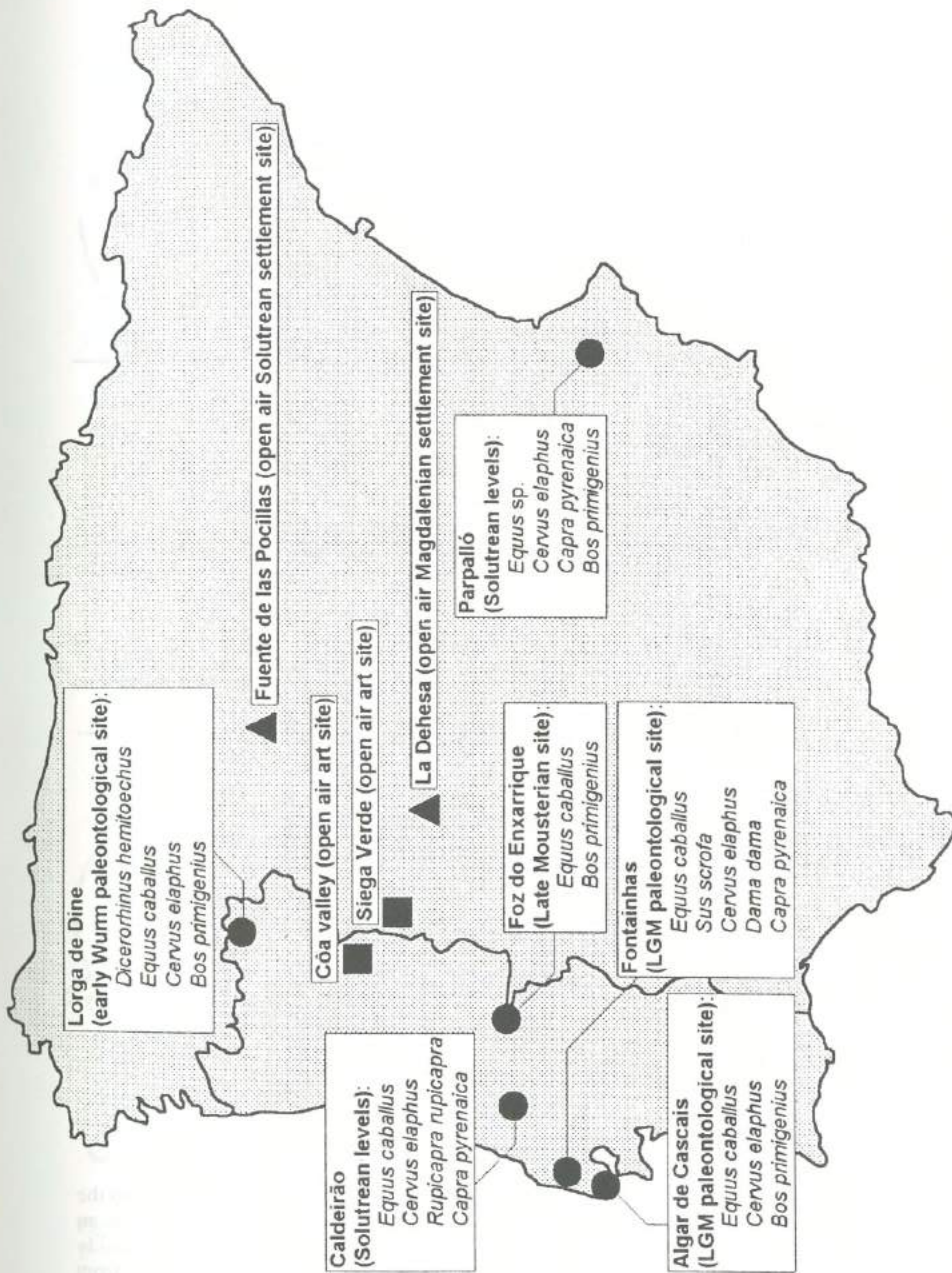 Lorga de Dine
(early Wurm paleontological site):
Dicerorhinus hemitoechus
Equus caballus
Cervus elaphus
Bos primigenius
Fuente de las Pocillas (open air Solutrean settlement site)
Côa valley (open air art site)
Siega Verde (open air art site)
La Dehesa (open air Magdalenian settlement site)
Caldeirão
(Solutrean levels):
Equus caballus
Cervus elaphus
Rupicapra rupicapra
Capra pyrenaica
Foz do Enxarrique
(Late Mousterian site):
Equus caballus
Bos primigenius
Parpalló
(Solutrean levels):
Equus sp.
Cervus elaphus
Capra pyrenaica
Bos primigenius
Fontainhas
(LGM paleontological site):
Equus caballus
Sus scrofa
Cervus elaphus
Dama dama
Capra pyrenaica
Algar de Cascais
(LGM paleontological site):
Equus caballus
Cervus elaphus
Bos primigenius